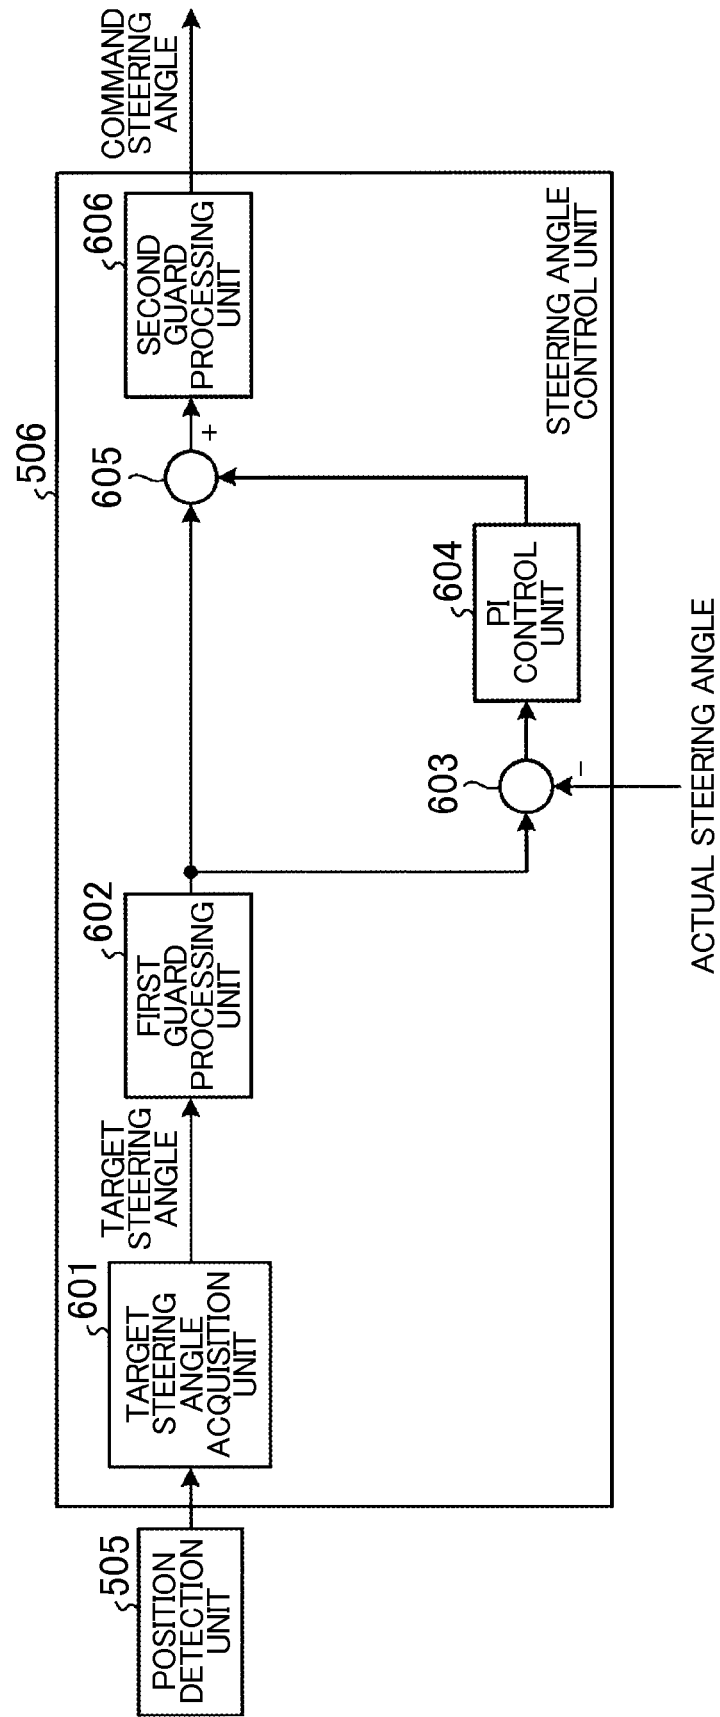 505
POSITION
DETECTION
UNIT
506
601
TARGET
STEERING
ANGLE
ACQUISITION
UNIT
TARGET
STEERING
ANGLE
602
FIRST
GUARD
PROCESSING
UNIT
603
−
ACTUAL STEERING ANGLE
604
PI
CONTROL
UNIT
605
+
606
SECOND
GUARD
PROCESSING
UNIT
STEERING ANGLE
CONTROL UNIT
COMMAND
STEERING
ANGLE